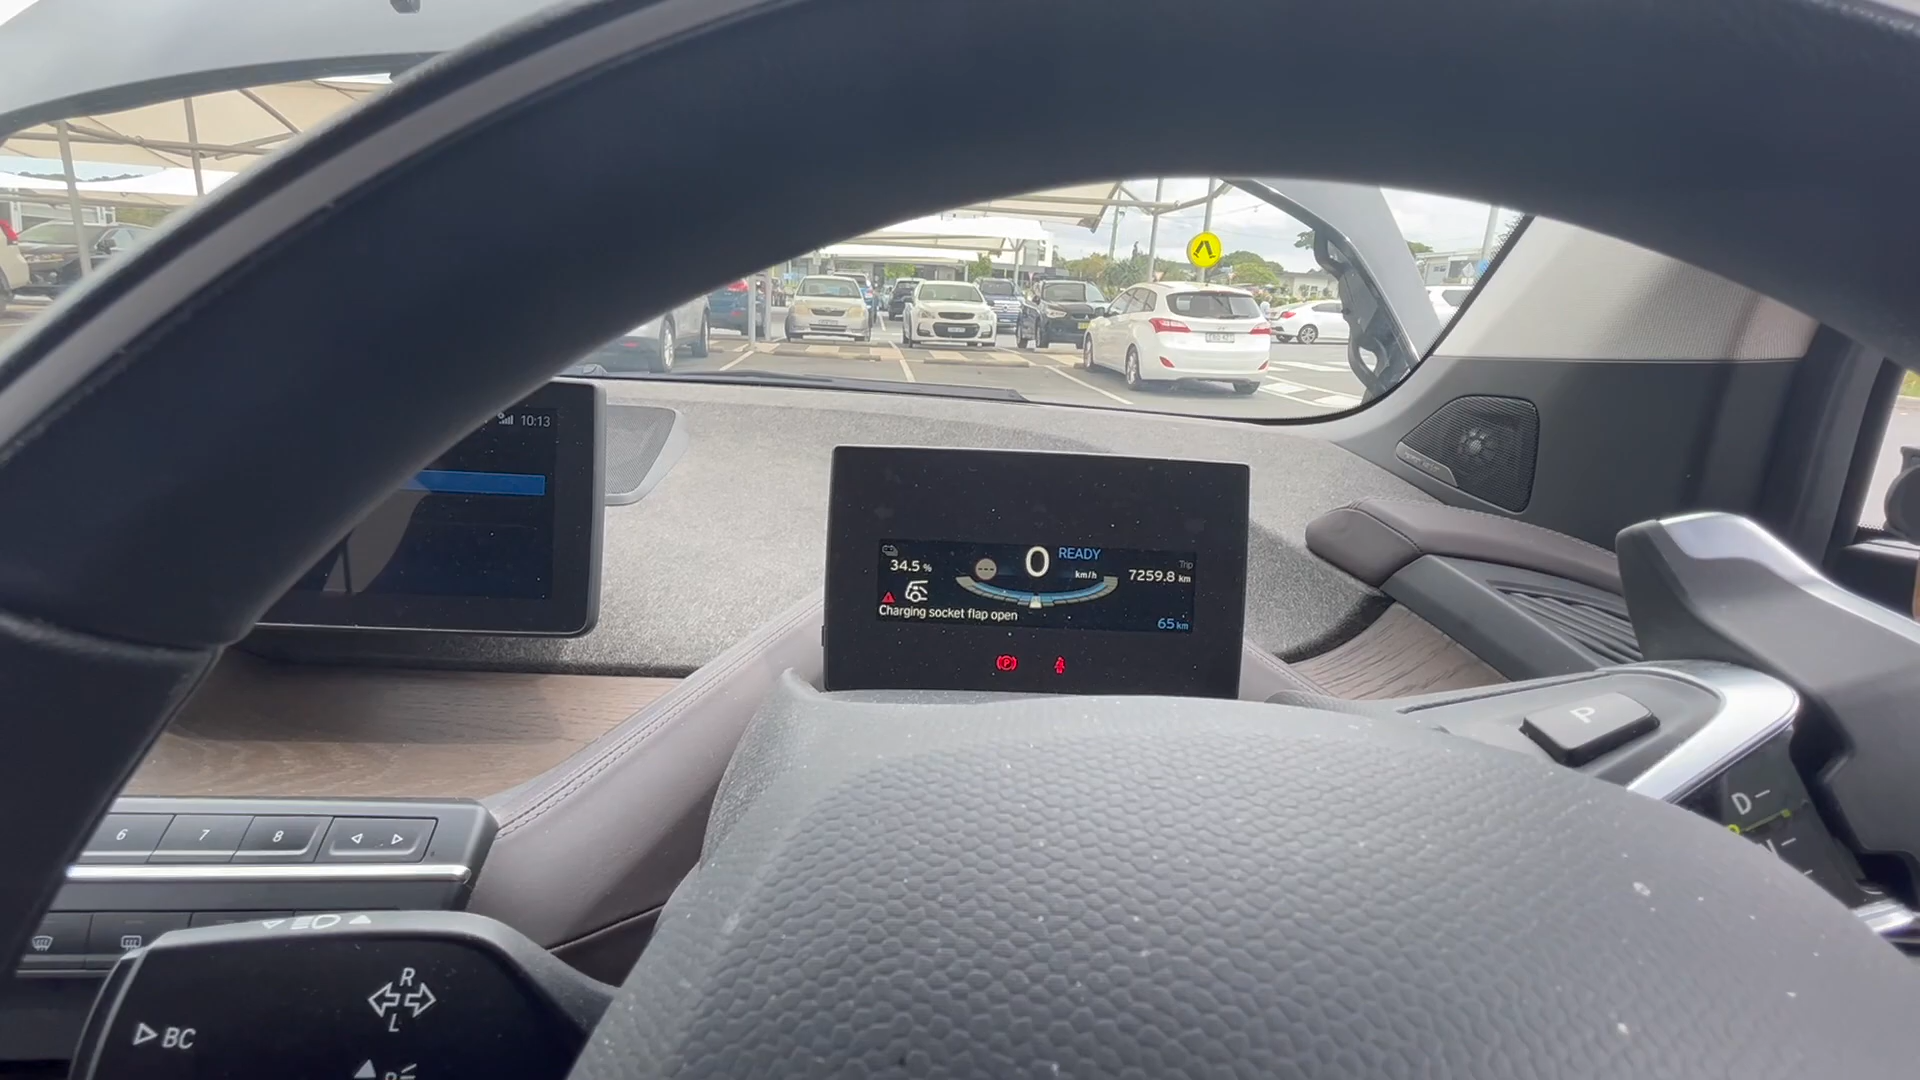 10:13
0 READY
km/h
34.5 %
Trip
7259.8 km
Charging socket flap open
65 km
P
P
D
6 7 8
R
L
BC